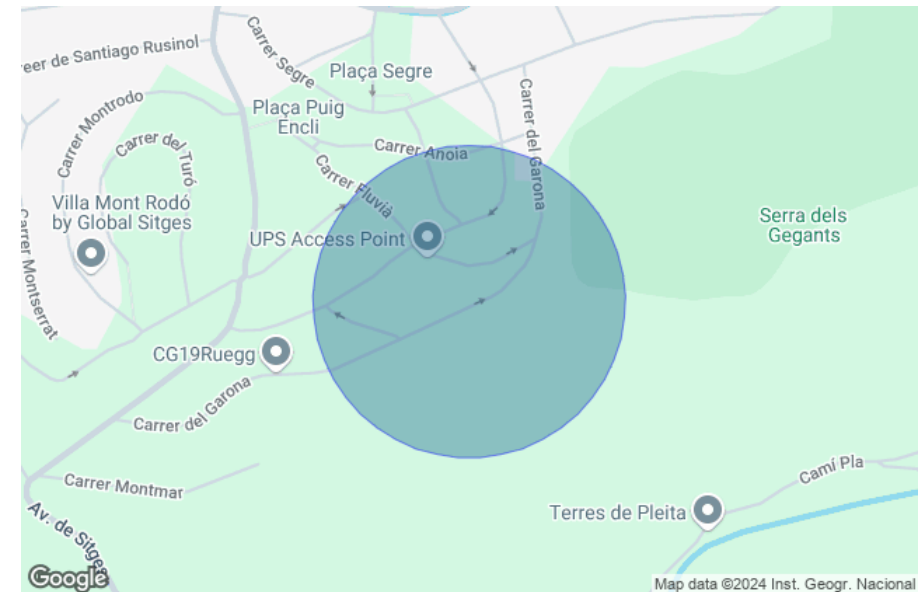 reer de Santiago Rusinol
Carrer Segre
Plaça Segre
Carrer Montrodo
Plaça Puig
Encli
Carrer del Garona
Carrer del Turó
Carrer Anoia
Carrer Fluvià
Villa Mont Rodó
by Global Sitges
UPS Access Point
Serra dels
Gegants
Carrer Montserrat
CG19Ruegg
Carrer del Garona
Carrer Montmar
Camí Pla
Av. de Sitges
Terres de Pleita
Google
Map data ©2024 Inst. Geogr. Nacional